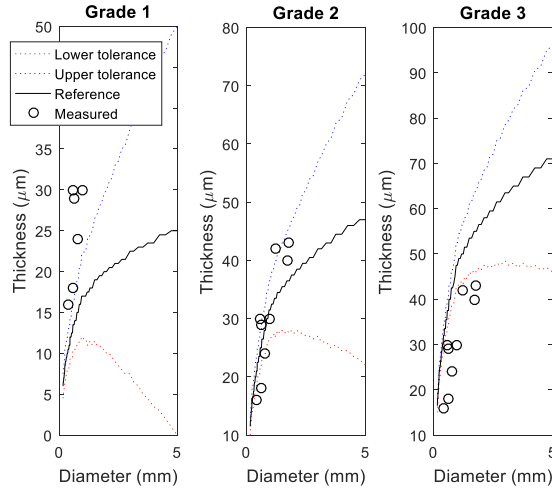 Grade 1
Grade 2
Grade 3
Lower tolerance
Upper tolerance
Reference
Measured
50
35
30
25
20
15
10
5
0
Thickness (μm)
0
5
Diameter (mm)
80
70
60
50
40
30
20
10
Thickness (μm)
0
5
Diameter (mm)
100
90
80
70
60
50
40
30
20
10
Thickness (μm)
0
5
Diameter (mm)